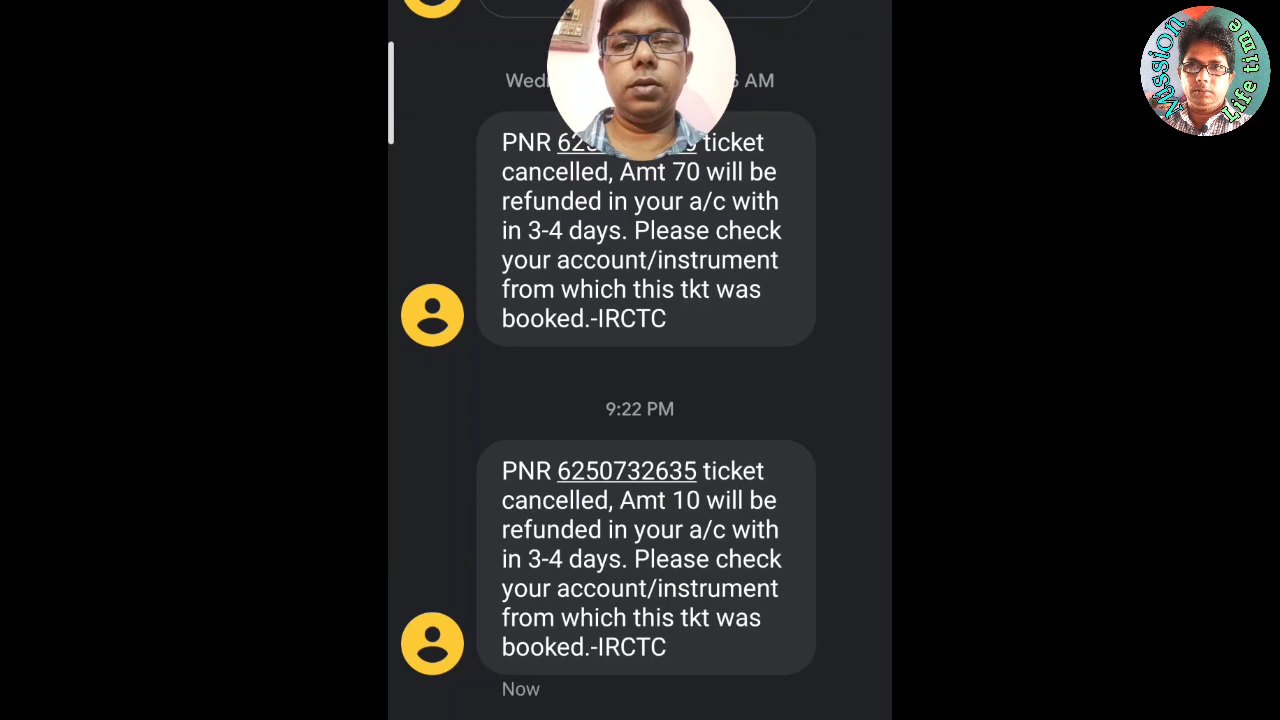 Wed AM
PNR ticket
cancelled, Amt 70 will be
refunded in your a/c with
in 3-4 days. Please check
your account/instrument
from which this tkt was
booked.-IRCTC
9:22 PM
PNR 6250732635 ticket
cancelled, Amt 10 will be
refunded in your a/c with
in 3-4 days. Please check
your account/instrument
from which this tkt was
booked.-IRCTC
Now
Mission
Life time